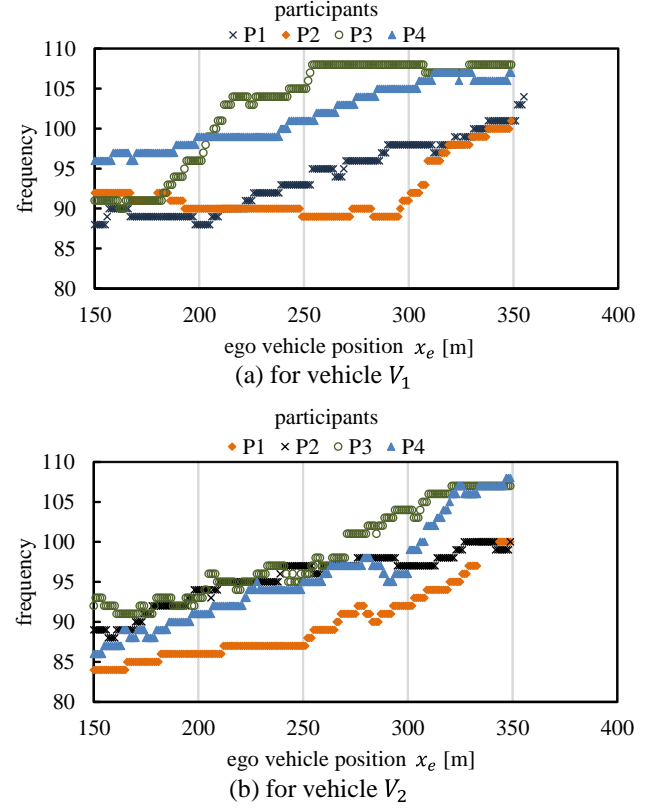 participants
P1 P2 P3 P4
110
105
100
95
90
85
80
frequency
150 200 250 300 350 400
ego vehicle position x_e [m]
(a) for vehicle V_1
participants
P1 P2 P3 P4
110
105
100
95
90
85
80
frequency
150 200 250 300 350 400
ego vehicle position x_e [m]
(b) for vehicle V_2